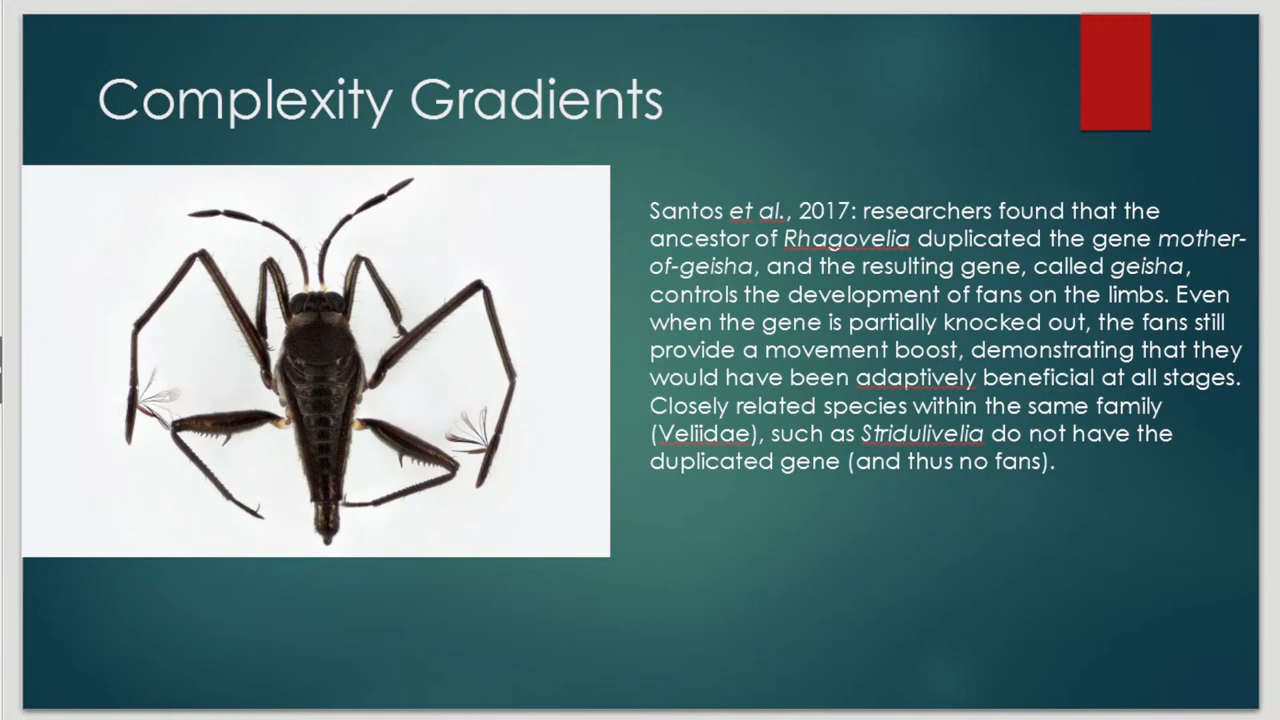 Complexity Gradients
Santos et al., 2017: researchers found that the
ancestor of Rhagovelia duplicated the gene mother-
of-geisha, and the resulting gene, called geisha,
controls the development of fans on the limbs. Even
when the gene is partially knocked out, the fans still
provide a movement boost, demonstrating that they
would have been adaptively beneficial at all stages.
Closely related species within the same family
(Veliidae), such as Stridulivelia do not have the
duplicated gene (and thus no fans).